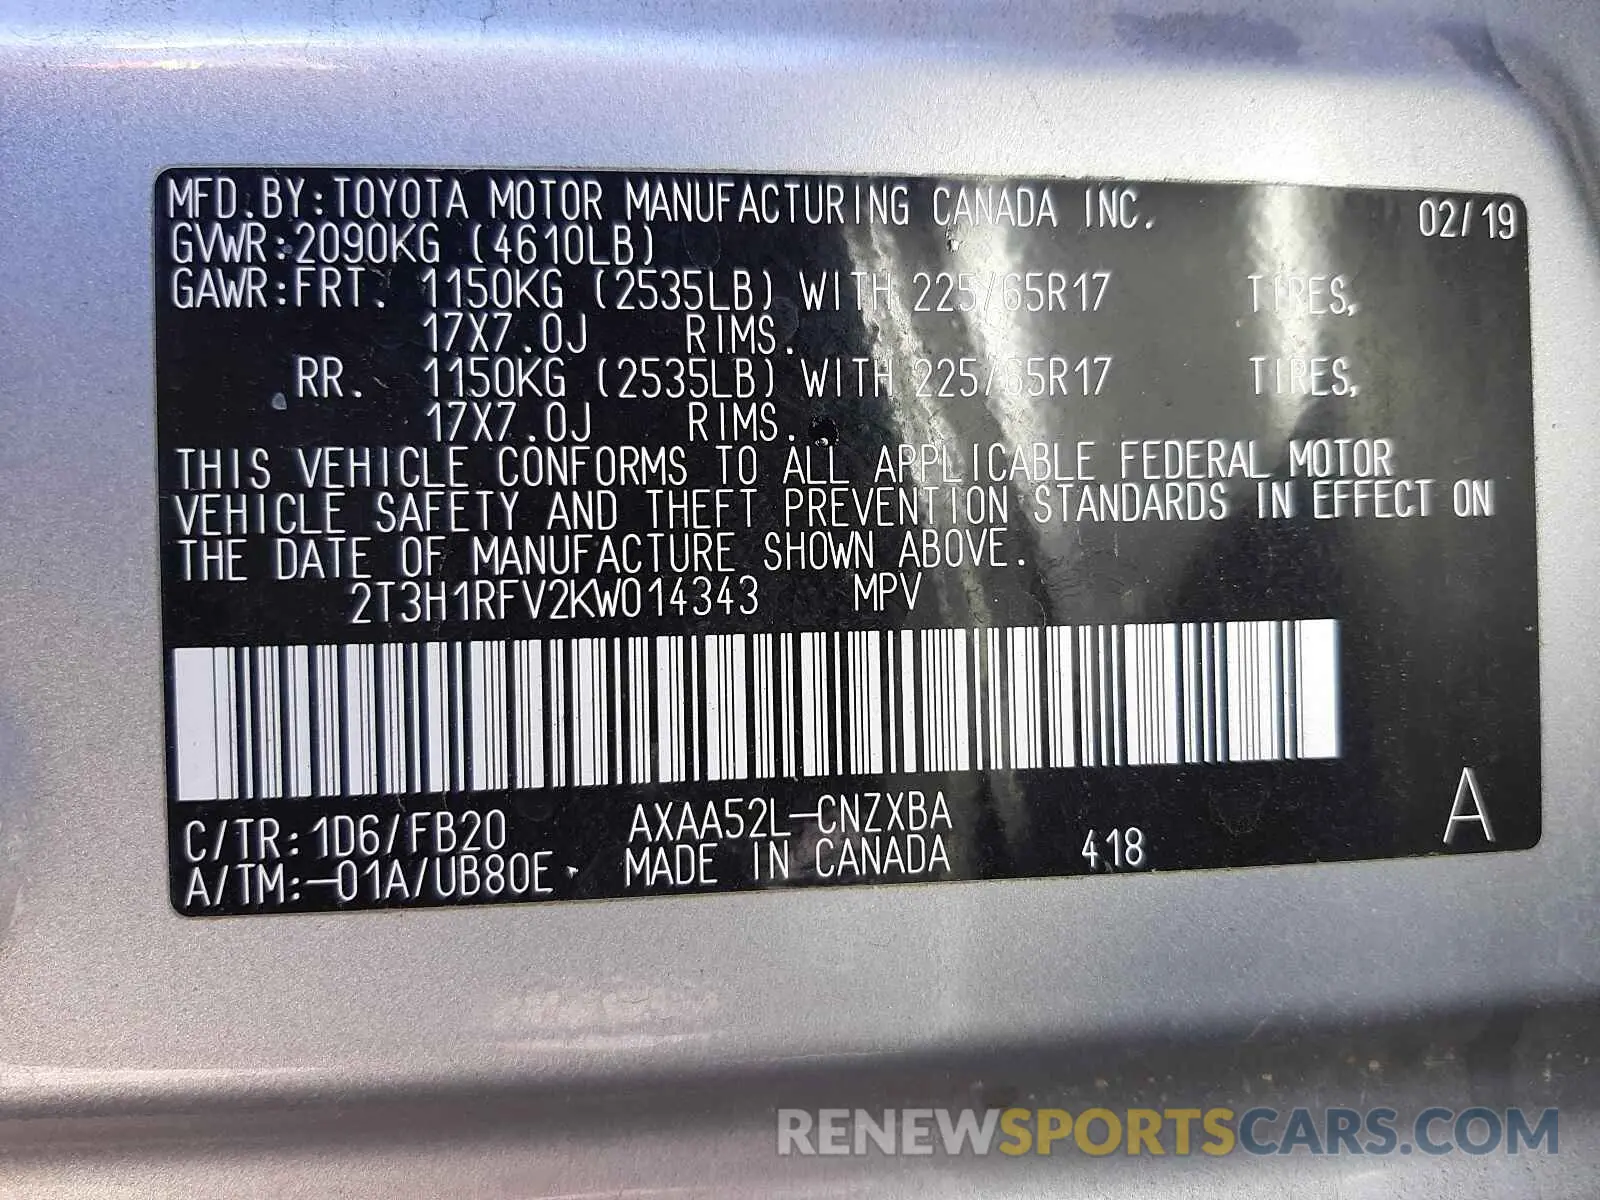 MFD.BY:TOYOTA MOTOR MANUFACTURING CANADA INC. 02/19
GVWR:2090KG (4610LB)
GAWR:FRT. 1150KG (2535LB) WITH 225/65R17 TIRES,
17X7.0J RIMS.
RR. 1150KG (2535LB) WITH 225/65R17 TIRES,
17X7.0J RIMS.
THIS VEHICLE CONFORMS TO ALL APPLICABLE FEDERAL MOTOR
VEHICLE SAFETY AND THEFT PREVENTION STANDARDS IN EFFECT ON
THE DATE OF MANUFACTURE SHOWN ABOVE.
2T3H1RFV2KW014343 MPV
C/TR:1D6/FB20 AXAA52L-CNZXBA
A/TM:-01A/UB80E MADE IN CANADA 418 A
RENEWSPORTSCARS.COM